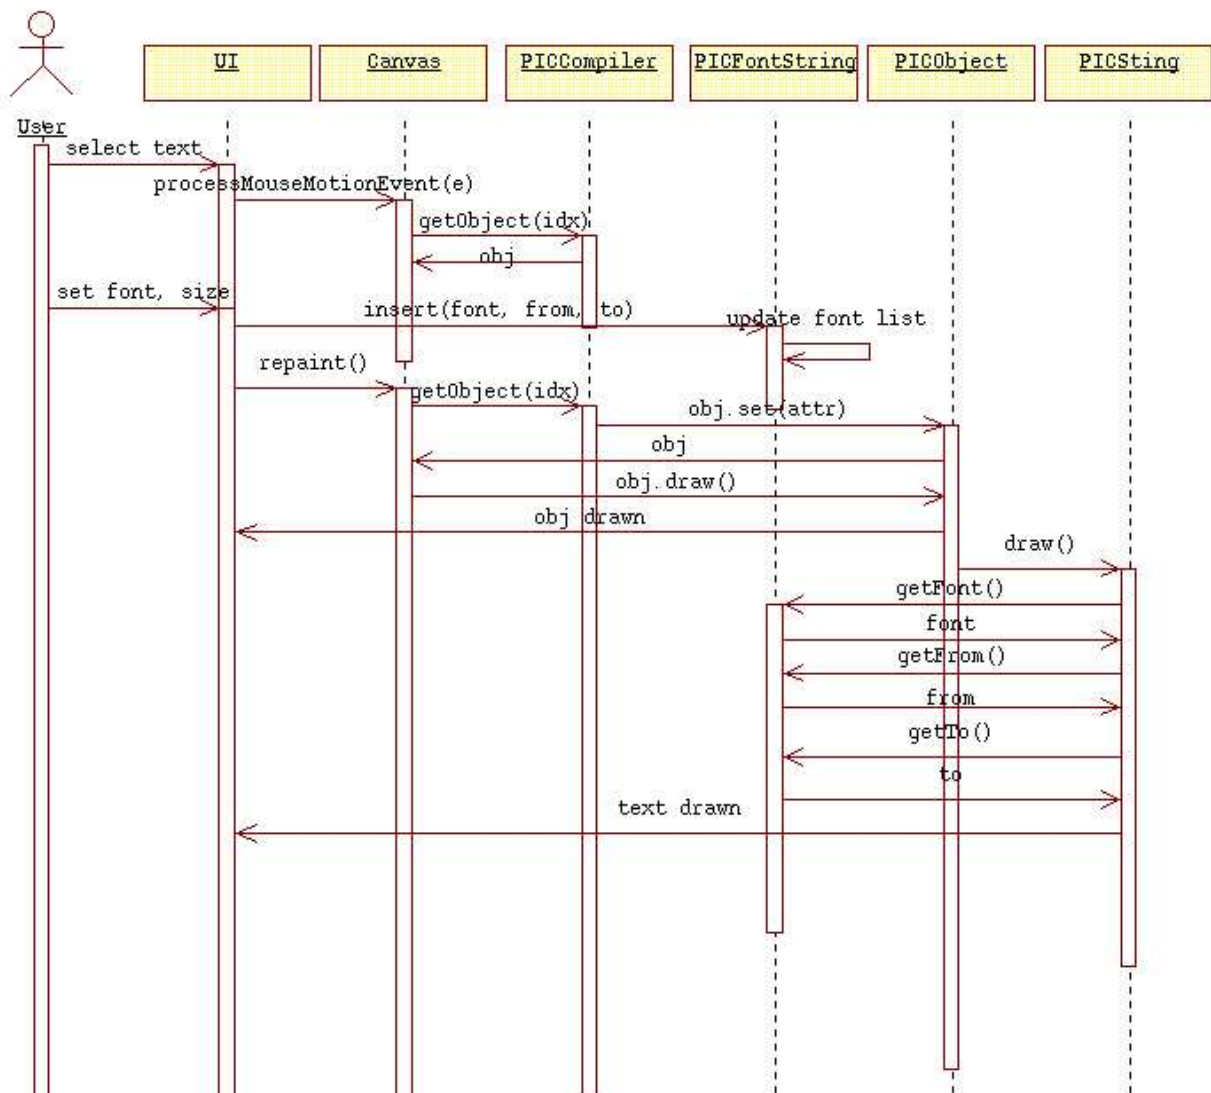 UI
Canvas
PICCompiler
PICFontString
PICObject
PICSting
User
select text
processMouseMotionEvent(e)
getObject(idx)
obj
set font, size
insert(font, from, to)
update font list
repaint()
getObject(idx)
obj.set(attr)
obj
obj.draw()
obj drawn
draw()
getFont()
font
getFrom()
from
getTo()
to
text drawn